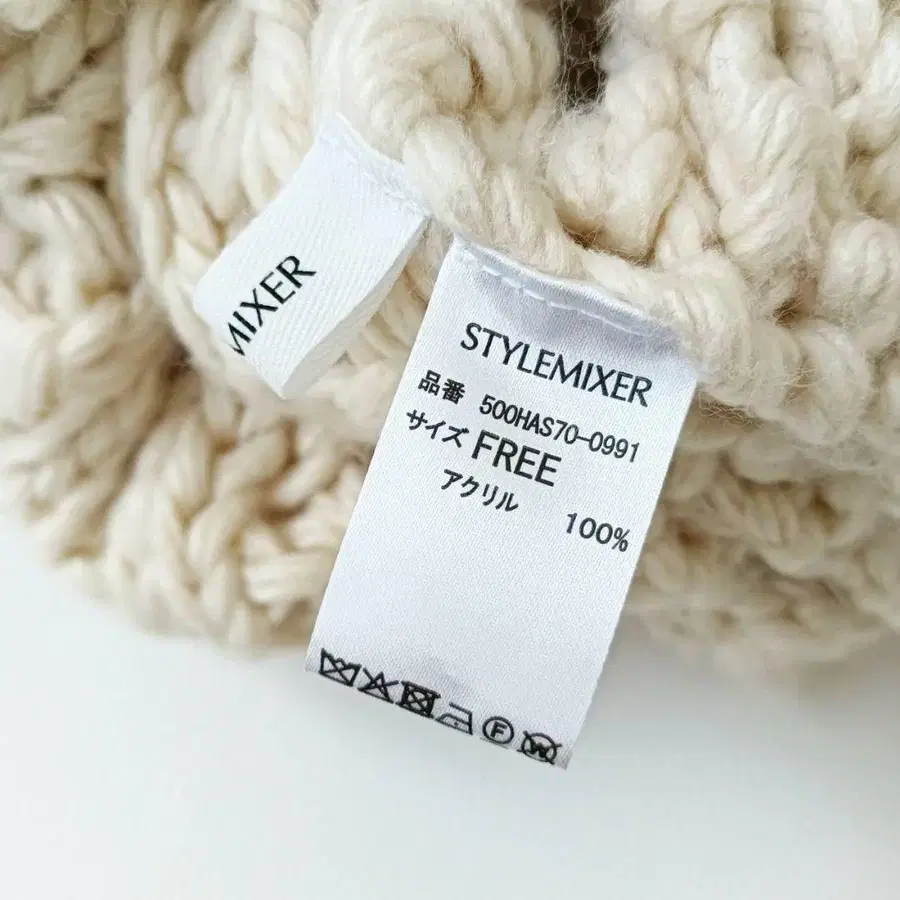 MIXER
STYLEMIXER
品番 500HAS70-0991
サイズ FREE
アクリル 100%
F
W